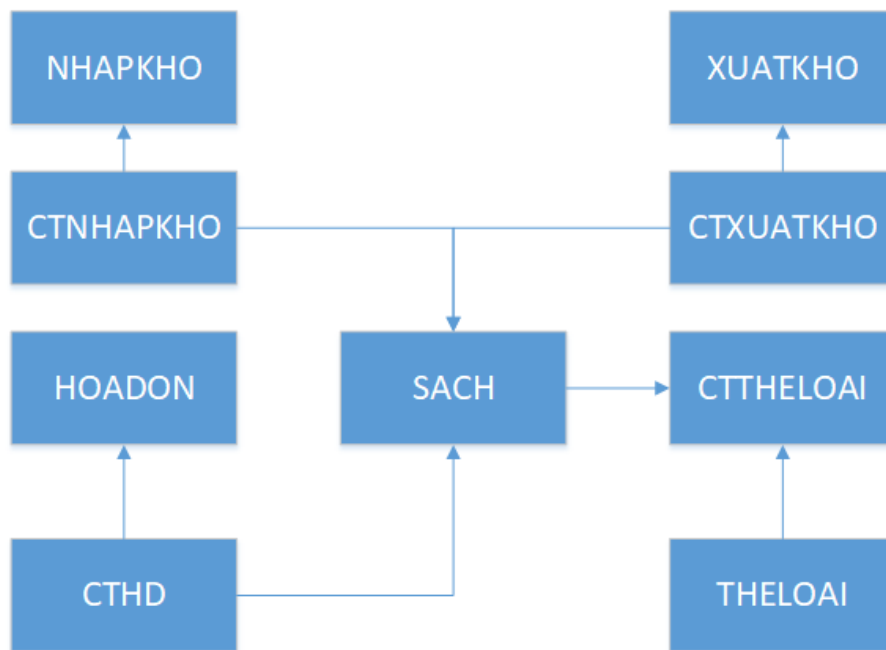 NHAPKHO
XUATKHO
CTNHAPKHO
CTXUATKHO
HOADON
SACH
CTTHELOAI
CTHD
THELOAI